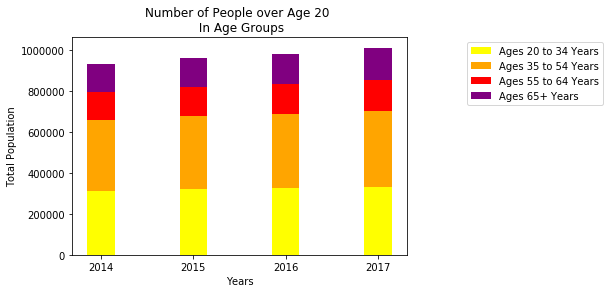 Number of People over Age 20
In Age Groups
Ages 20 to 34 Years
Ages 35 to 54 Years
Ages 55 to 64 Years
Ages 65+ Years
Total Population
1000000
800000
600000
400000
200000
0
2014 2015 2016 2017
Years